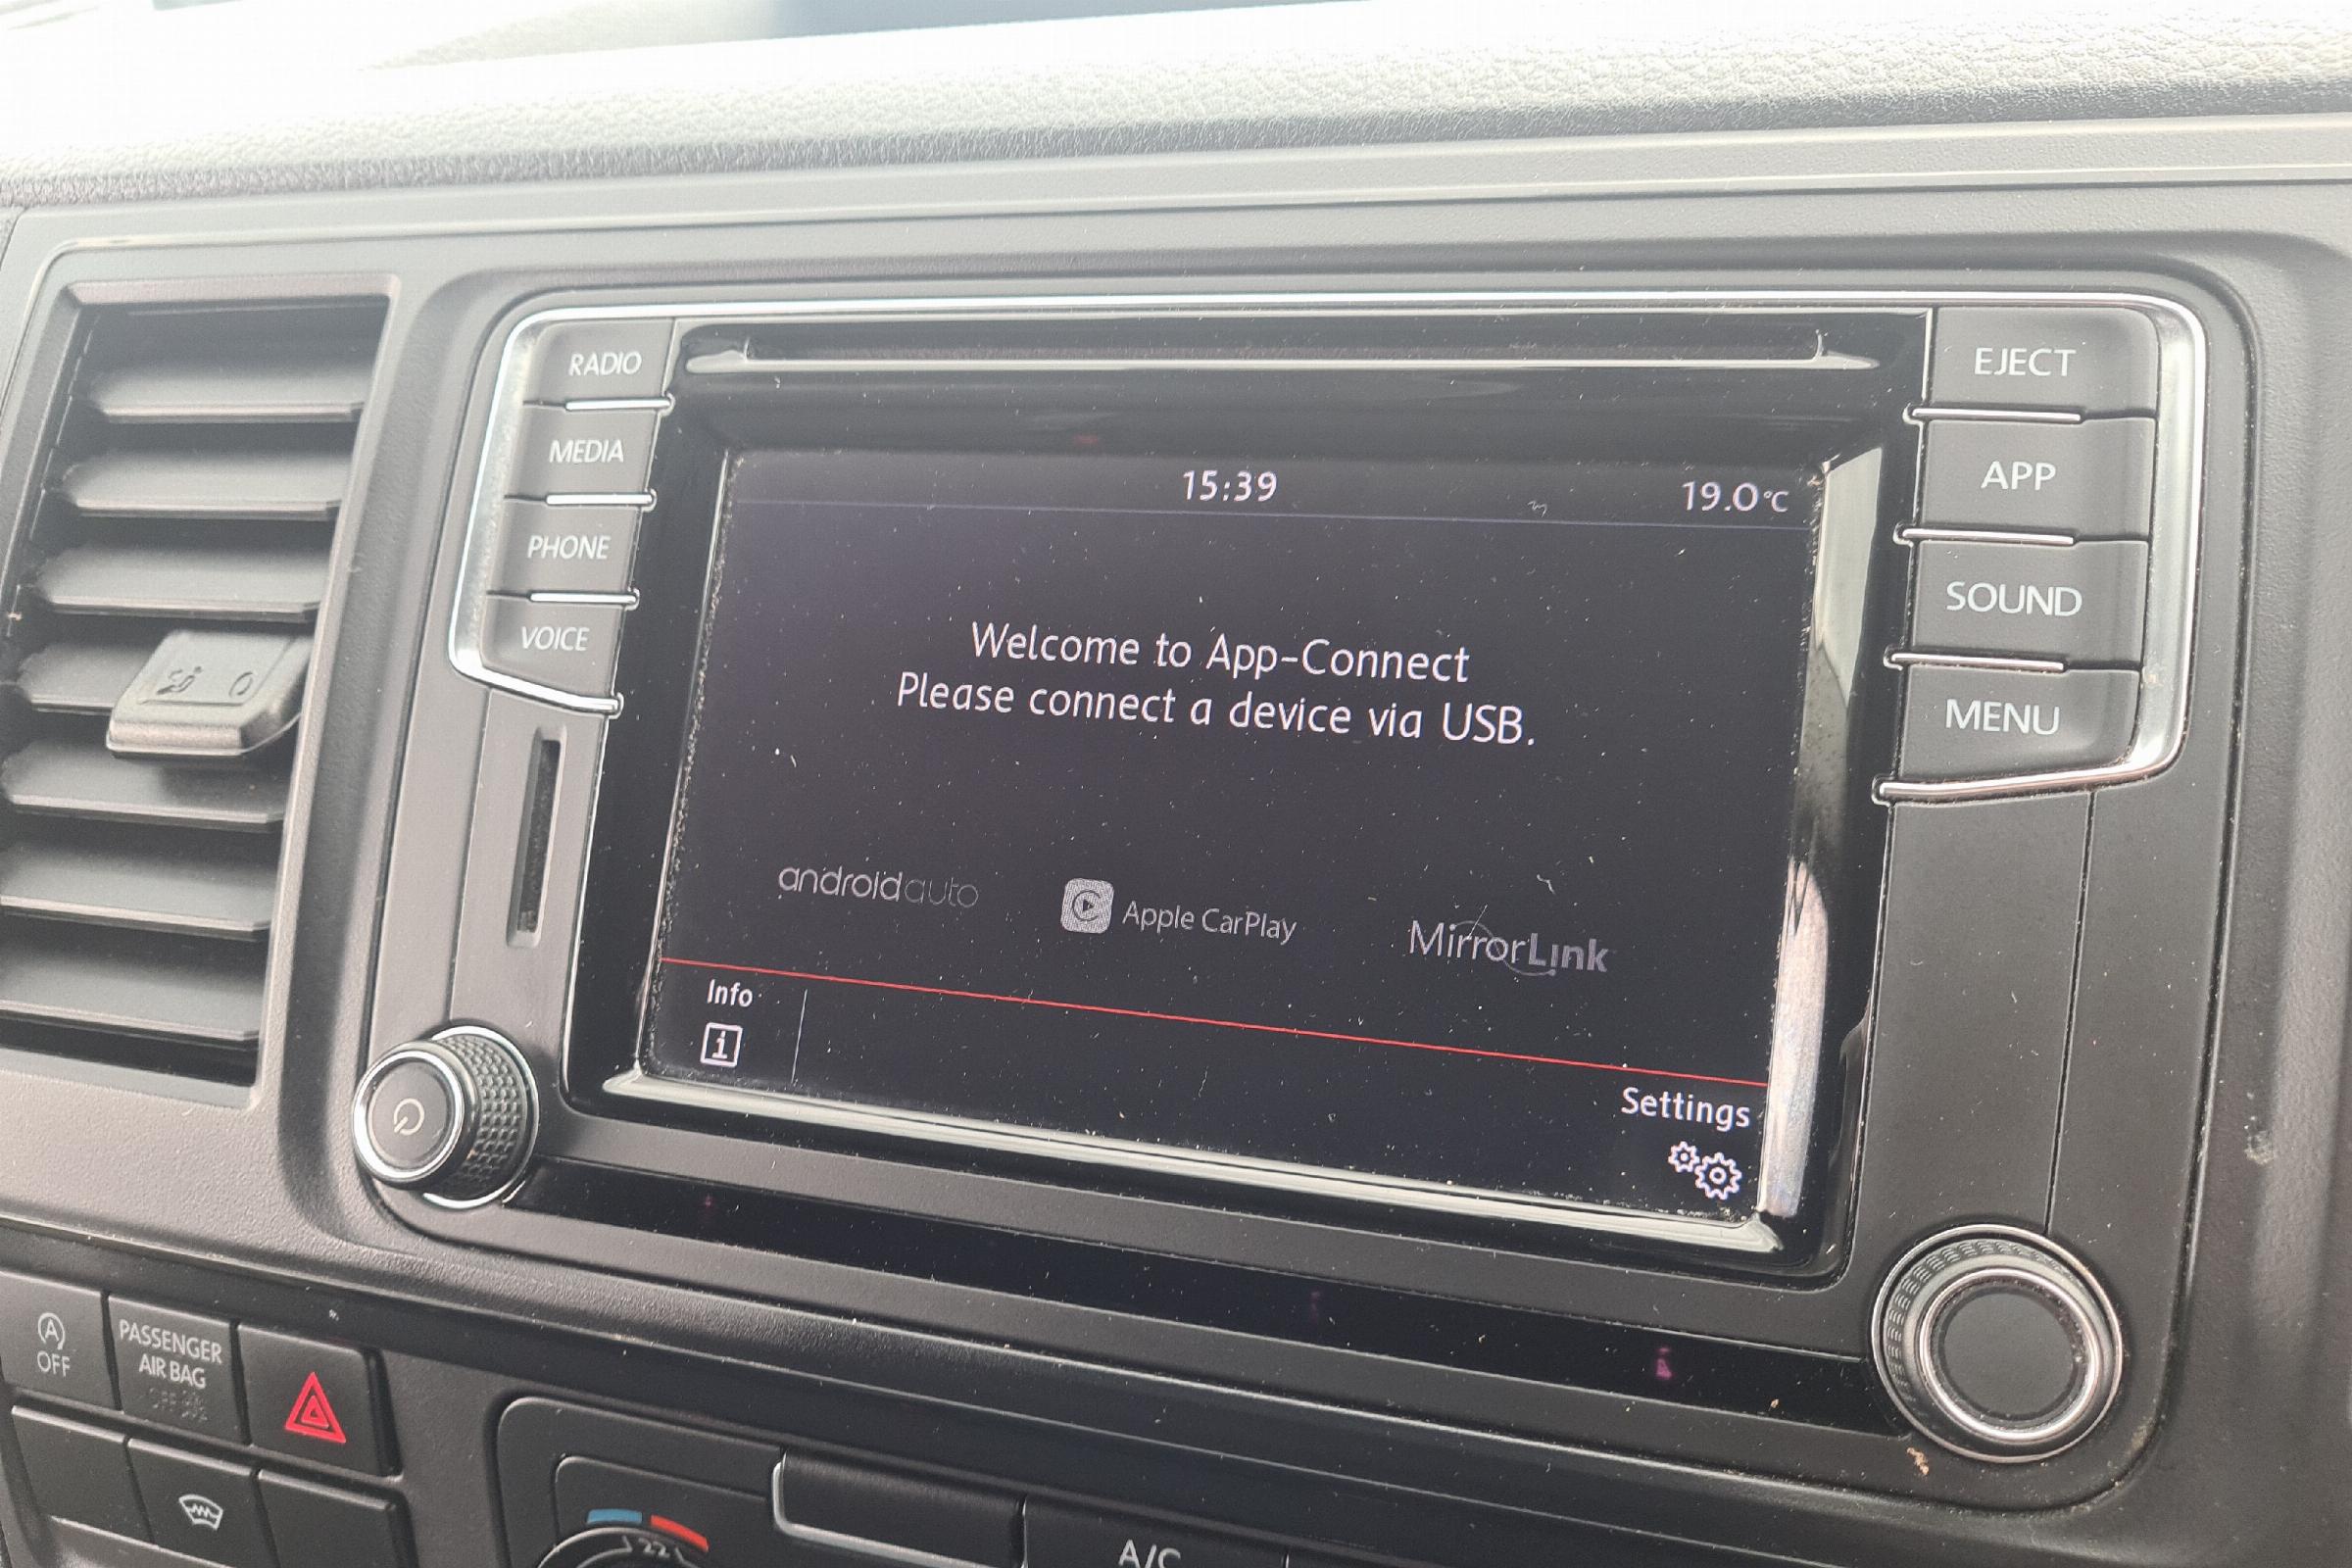 RADIO
MEDIA
PHONE
VOICE
EJECT
APP
SOUND
MENU
15:39
19.0°C
Welcome to App-Connect
Please connect a device via USB.
androidauto
Apple CarPlay
MirrorLink
Info
i
Settings
A
OFF
PASSENGER
AIR BAG
22
A/C